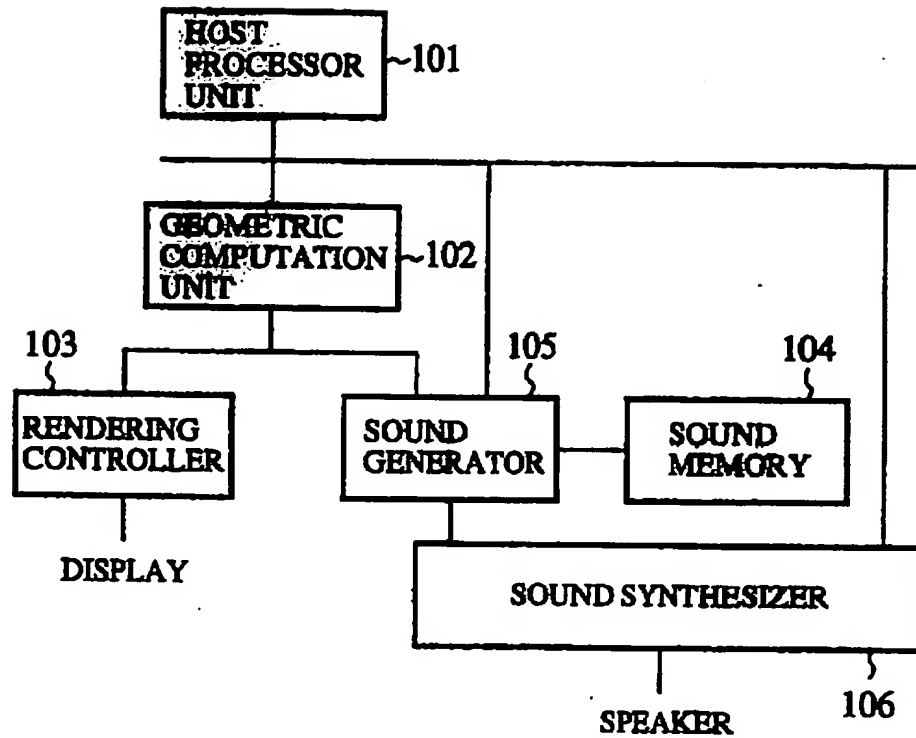 HOST
PROCESSOR
UNIT
101
GEOMETRIC
COMPUTATION
UNIT
102
103
105
104
RENDERING
CONTROLLER
SOUND
GENERATOR
SOUND
MEMORY
DISPLAY
SOUND SYNTHESIZER
106
SPEAKER